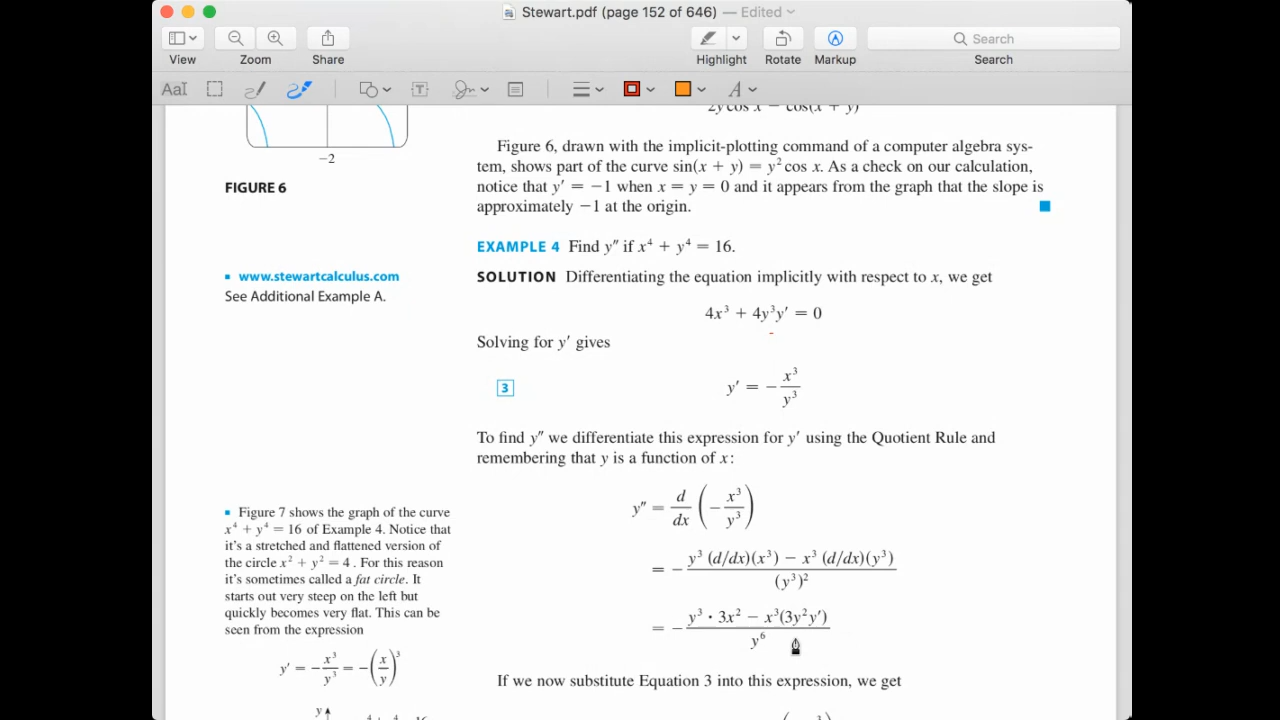 Stewart.pdf (page 152 of 646) — Edited
View
Zoom
Share
Highlight
Rotate
Markup
Search
Search
AaI
T
A
−2
FIGURE 6
2y cos x − cos(x + y)
Figure 6, drawn with the implicit-plotting command of a computer algebra sys-
tem, shows part of the curve sin(x + y) = y² cos x. As a check on our calculation,
notice that y′ = −1 when x = y = 0 and it appears from the graph that the slope is
approximately −1 at the origin.
EXAMPLE 4 Find y″ if x⁴ + y⁴ = 16.
www.stewartcalculus.com
See Additional Example A.
SOLUTION Differentiating the equation implicitly with respect to x, we get
4x³ + 4y³y′ = 0
Solving for y′ gives
3 y′ = −x³/y³
To find y″ we differentiate this expression for y′ using the Quotient Rule and
remembering that y is a function of x:
y″ = d/dx (−x³/y³)
= −(y³ (d/dx)(x³) − x³ (d/dx)(y³))/(y³)²
= −(y³ · 3x² − x³(3y²y′))/y⁶
If we now substitute Equation 3 into this expression, we get
Figure 7 shows the graph of the curve
x⁴ + y⁴ = 16 of Example 4. Notice that
it's a stretched and flattened version of
the circle x² + y² = 4. For this reason
it's sometimes called a fat circle. It
starts out very steep on the left but
quickly becomes very flat. This can be
seen from the expression
y′ = −x³/y³ = −(x/y)³
y